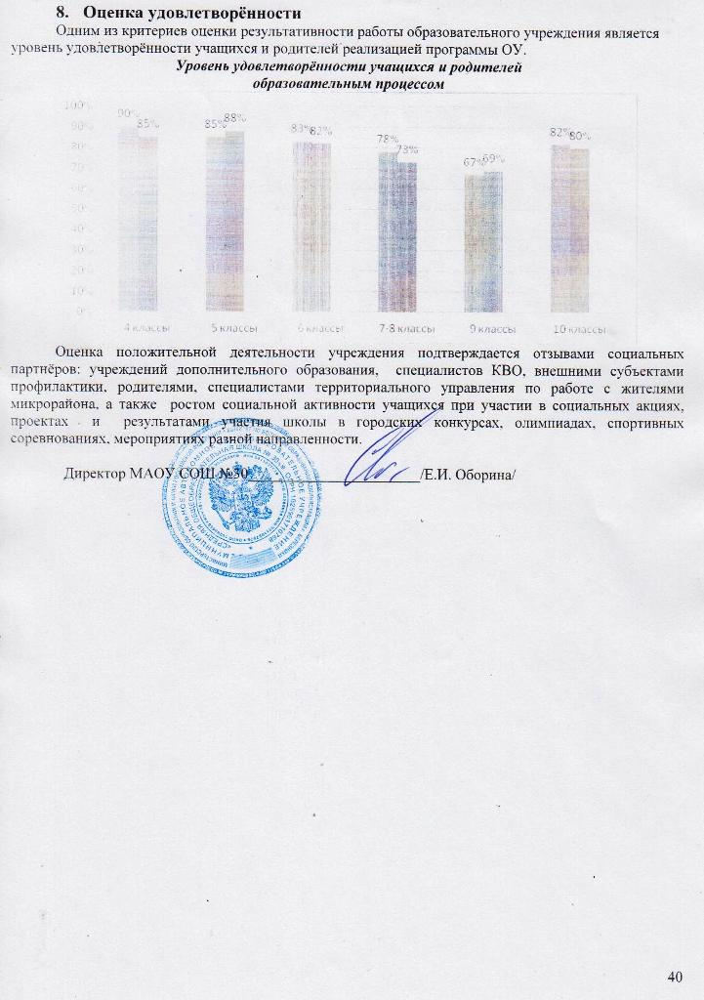 8. Оценка удовлетворённости
Одним из критериев оценки результативности работы образовательного учреждения является
уровень удовлетворённости учащихся и родителей реализацией программы ОУ.
Уровень удовлетворённости учащихся и родителей
образовательным процессом
100%
90%
80%
70%
60%
50%
40%
30%
20%
10%
0%
90% 85% 85% 88% 83% 82% 78% 73% 67% 69% 82% 80%
4 классы 5 классы 6 классы 7-8 классы 9 классы 10 классы
Оценка положительной деятельности учреждения подтверждается отзывами социальных
партнёров: учреждений дополнительного образования, специалистов КВО, внешними субъектами
профилактики, родителями, специалистами территориального управления по работе с жителями
микрорайона, а также ростом социальной активности учащихся при участии в социальных акциях,
проектах и результатами участия школы в городских конкурсах, олимпиадах, спортивных
соревнованиях, мероприятиях разной направленности.
Директор МАОУ СОШ №30 /Е.И. Оборина/
40